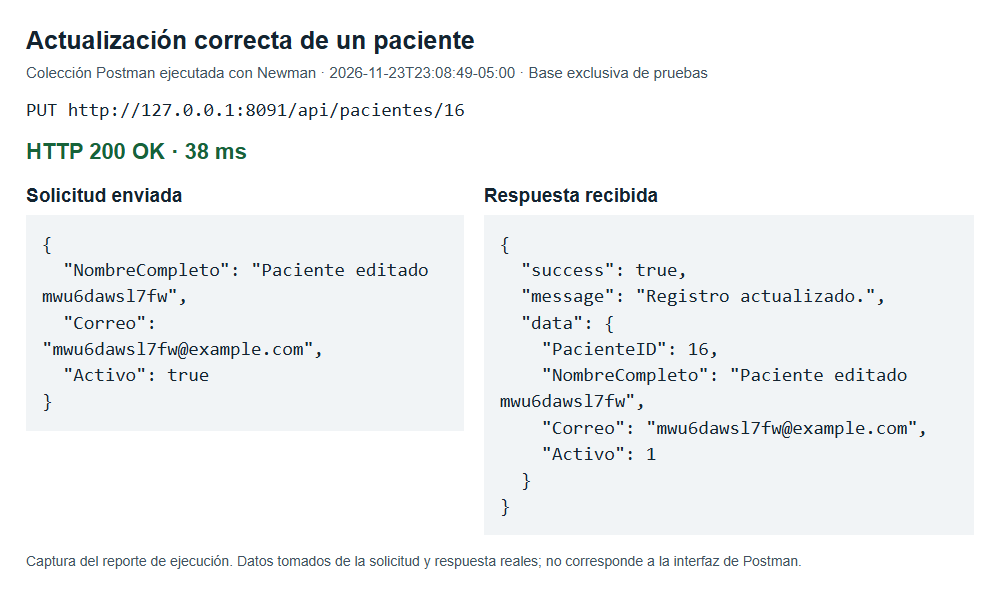 Actualización correcta de un paciente
Colección Postman ejecutada con Newman · 2026-11-23T23:08:49-05:00 · Base exclusiva de pruebas
PUT http://127.0.0.1:8091/api/pacientes/16
HTTP 200 OK · 38 ms
Solicitud enviada
{
  "NombreCompleto": "Paciente editado
mwu6dawsl7fw",
  "Correo":
"mwu6dawsl7fw@example.com",
  "Activo": true
}
Respuesta recibida
{
  "success": true,
  "message": "Registro actualizado.",
  "data": {
    "PacienteID": 16,
    "NombreCompleto": "Paciente editado
mwu6dawsl7fw",
    "Correo": "mwu6dawsl7fw@example.com",
    "Activo": 1
  }
}
Captura del reporte de ejecución. Datos tomados de la solicitud y respuesta reales; no corresponde a la interfaz de Postman.